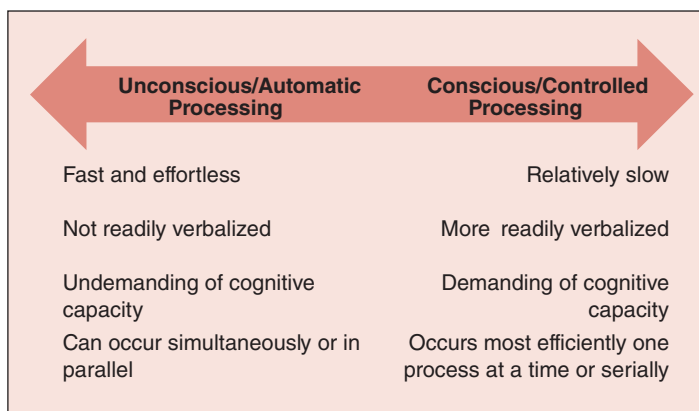 Unconscious/Automatic Processing
Conscious/Controlled Processing
Fast and effortless
Relatively slow
Not readily verbalized
More readily verbalized
Undemanding of cognitive
capacity
Demanding of cognitive
capacity
Can occur simultaneously or in
parallel
Occurs most efficiently one
process at a time or serially